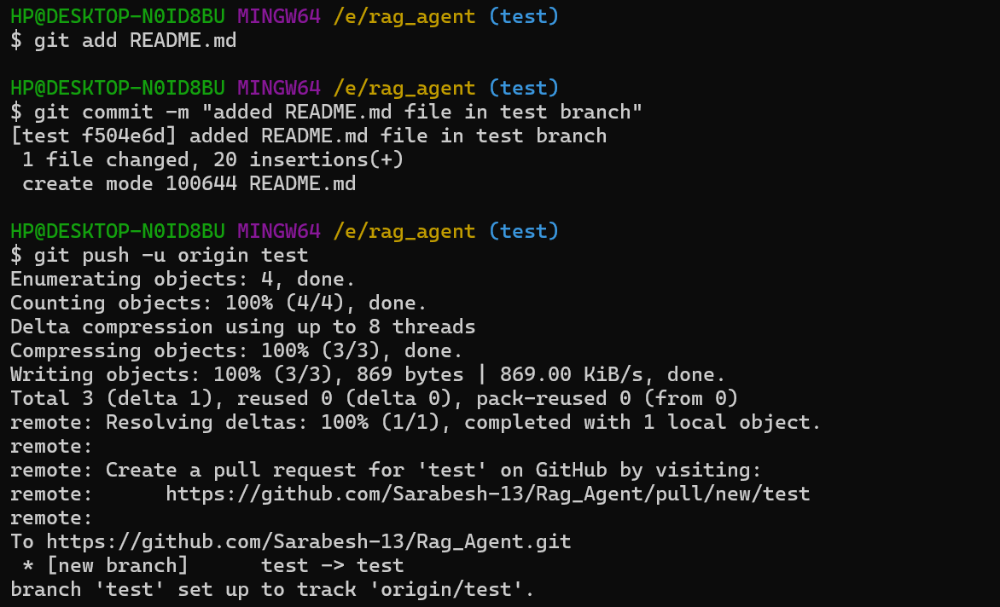 HP@DESKTOP-N0ID8BU MINGW64 /e/rag_agent (test)
$ git add README.md
HP@DESKTOP-N0ID8BU MINGW64 /e/rag_agent (test)
$ git commit -m "added README.md file in test branch"
[test f504e6d] added README.md file in test branch
 1 file changed, 20 insertions(+)
 create mode 100644 README.md
HP@DESKTOP-N0ID8BU MINGW64 /e/rag_agent (test)
$ git push -u origin test
Enumerating objects: 4, done.
Counting objects: 100% (4/4), done.
Delta compression using up to 8 threads
Compressing objects: 100% (3/3), done.
Writing objects: 100% (3/3), 869 bytes | 869.00 KiB/s, done.
Total 3 (delta 1), reused 0 (delta 0), pack-reused 0 (from 0)
remote: Resolving deltas: 100% (1/1), completed with 1 local object.
remote:
remote: Create a pull request for 'test' on GitHub by visiting:
remote:      https://github.com/Sarabesh-13/Rag_Agent/pull/new/test
remote:
To https://github.com/Sarabesh-13/Rag_Agent.git
 * [new branch]      test -> test
branch 'test' set up to track 'origin/test'.